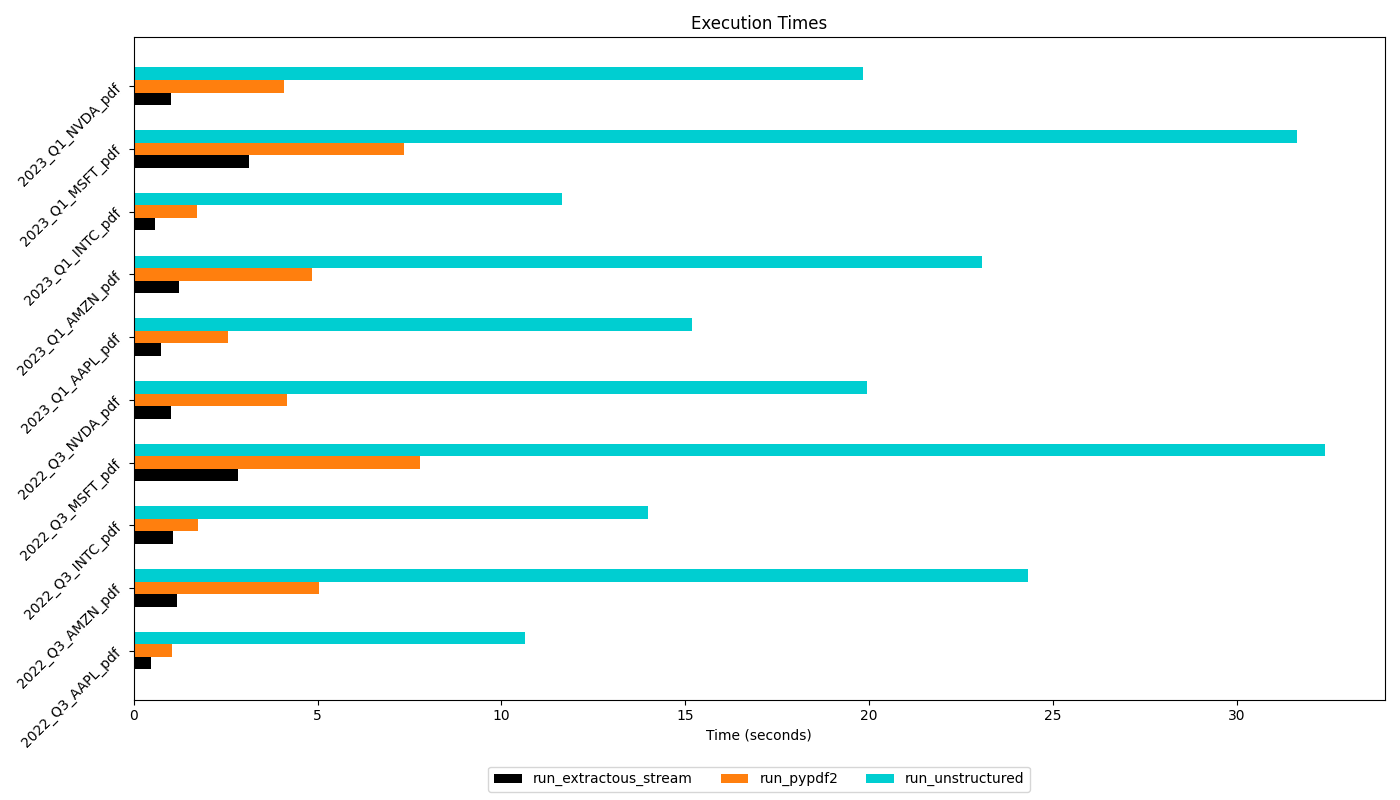 Execution Times
2023_Q1_NVDA_pdf
2023_Q1_MSFT_pdf
2023_Q1_INTC_pdf
2023_Q1_AMZN_pdf
2023_Q1_AAPL_pdf
2022_Q3_NVDA_pdf
2022_Q3_MSFT_pdf
2022_Q3_INTC_pdf
2022_Q3_AMZN_pdf
2022_Q3_AAPL_pdf
0 5 10 15 20 25 30
Time (seconds)
run_extractous_stream run_pypdf2 run_unstructured